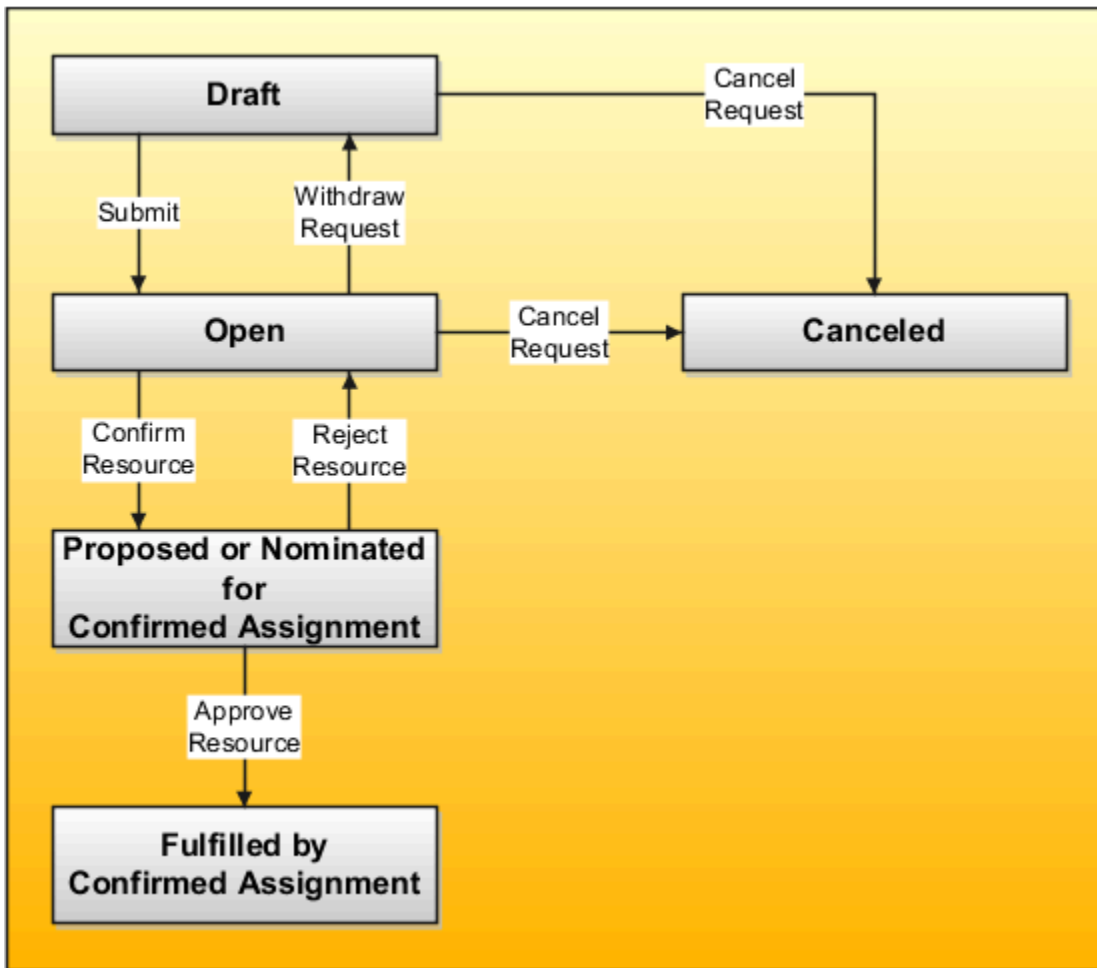 Draft
Cancel
Request
Submit
Withdraw
Request
Open
Cancel
Request
Canceled
Confirm
Resource
Reject
Resource
Proposed or Nominated
for
Confirmed Assignment
Approve
Resource
Fulfilled by
Confirmed Assignment